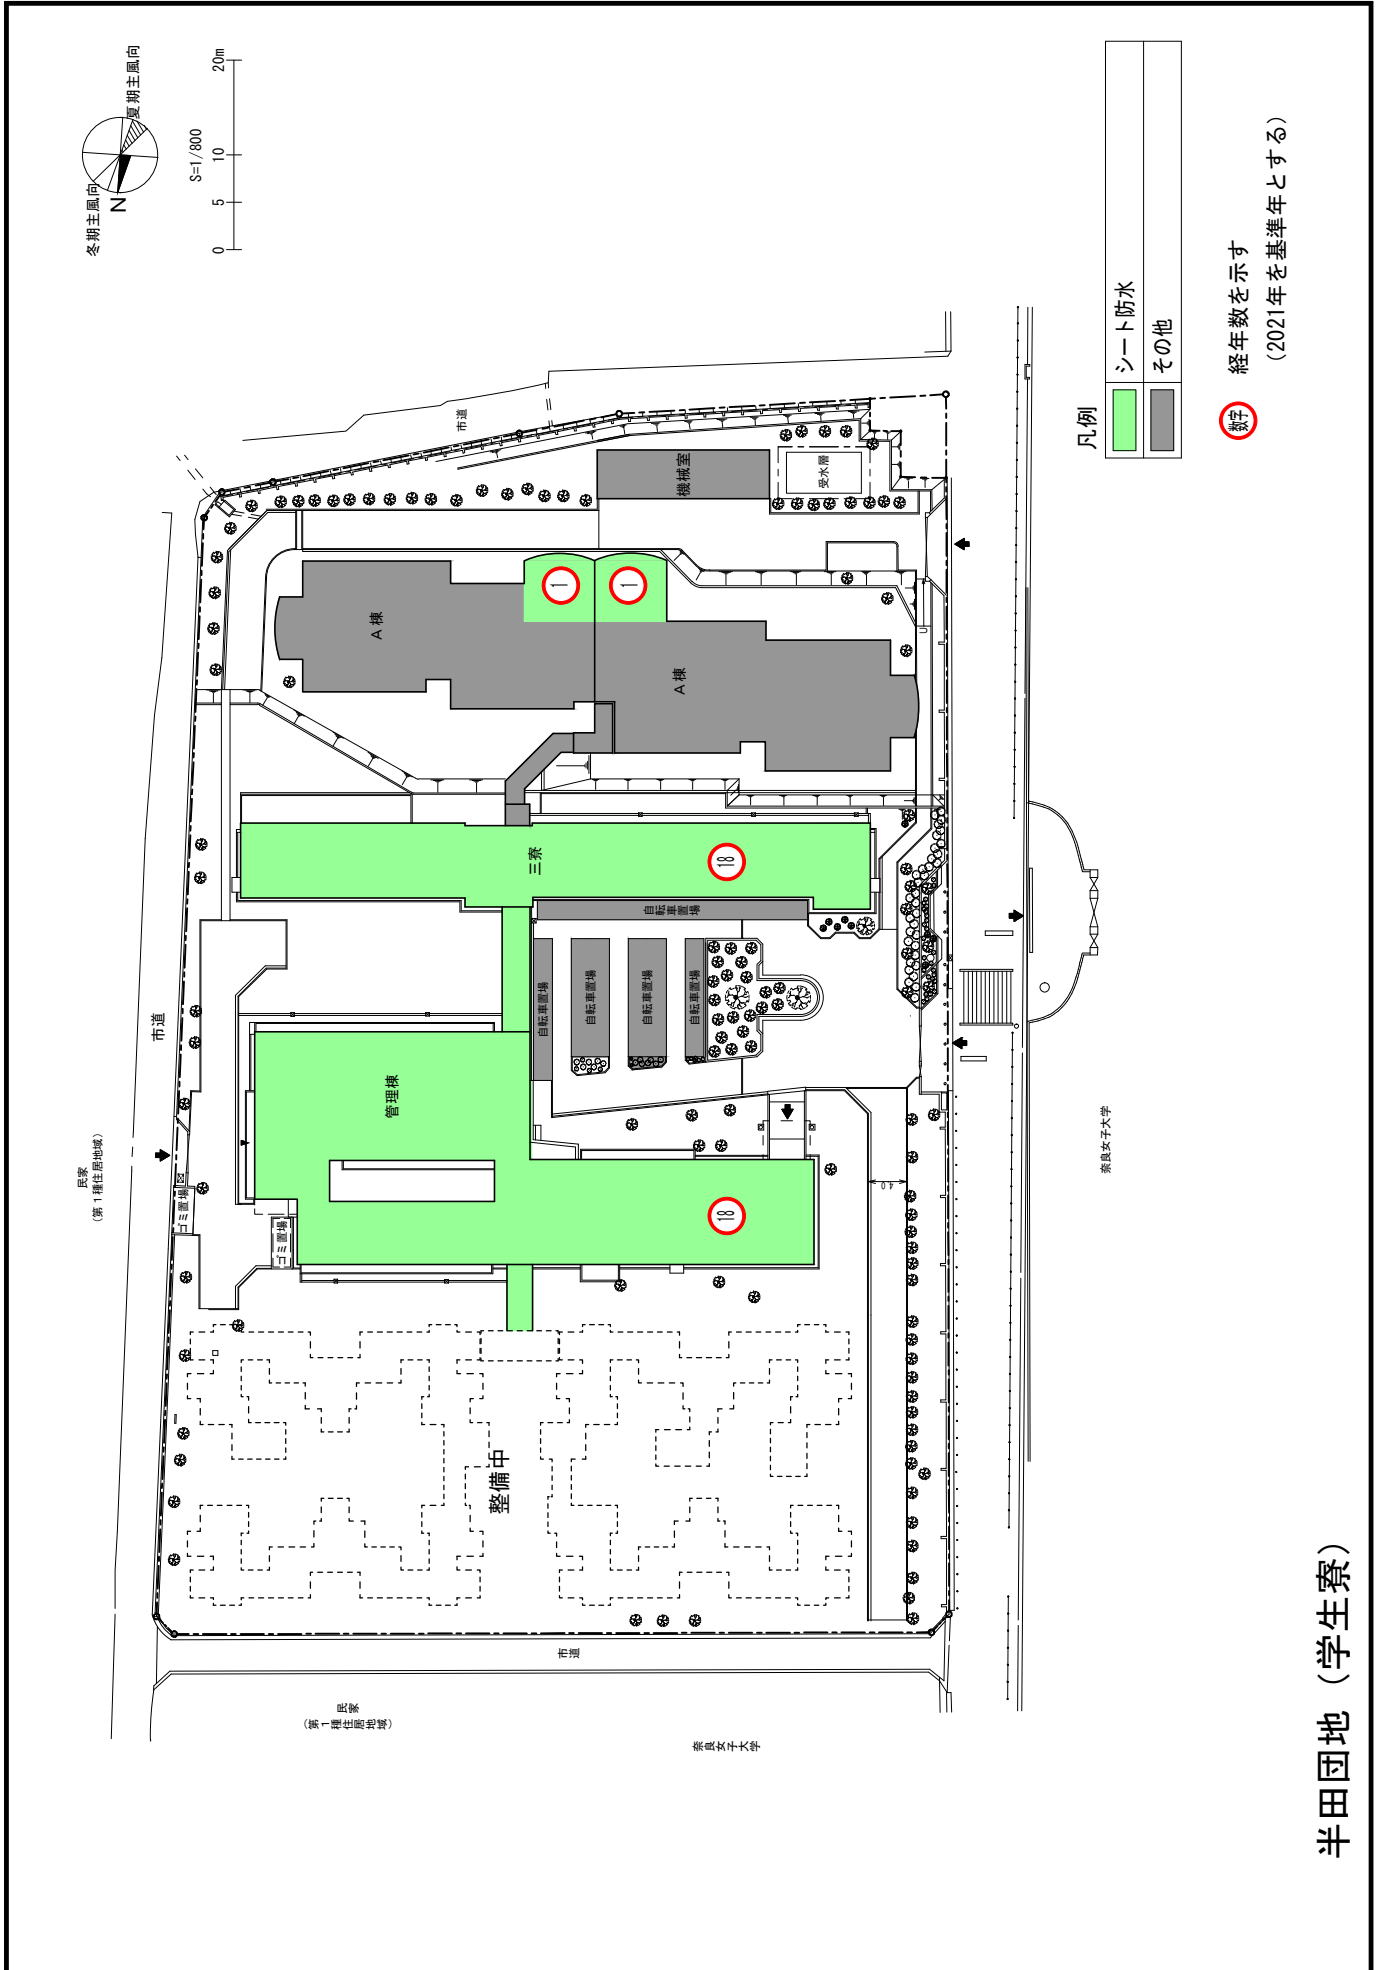 冬期主風向
夏期主風向
N
S=1/800
0
5
10
20m
凡例
シート防水
その他
数字
経年数を示す
(2021年を基準年とする)
市道
機械室
受水層
1
1
A棟
A棟
三寮
18
自転車置場
自転車置場
自転車置場
自転車置場
自転車置場
市道
管理棟
18
民家
(第1種住居地域)
ゴミ置場
ゴミ置場
奈良女子大学
整備中
市道
民家
(第1種住居地域)
奈良女子大学
半田団地(学生寮)